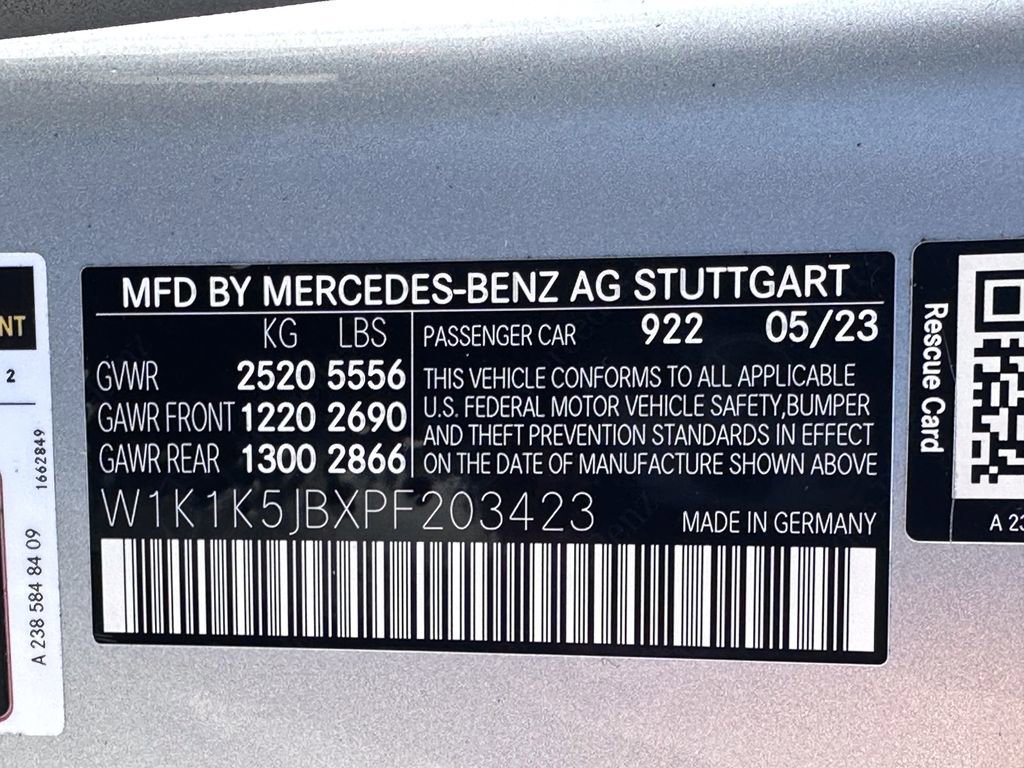 MFD BY MERCEDES-BENZ AG STUTTGART
KG LBS
GVWR 2520 5556
GAWR FRONT 1220 2690
GAWR REAR 1300 2866
PASSENGER CAR 922 05/23
THIS VEHICLE CONFORMS TO ALL APPLICABLE
U.S. FEDERAL MOTOR VEHICLE SAFETY,BUMPER
AND THEFT PREVENTION STANDARDS IN EFFECT
ON THE DATE OF MANUFACTURE SHOWN ABOVE
W1K1K5JBXPF203423
MADE IN GERMANY
NT
2
1662849
A 238 584 84 09
Rescue Card
A 23